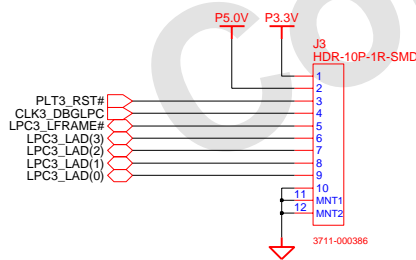 P5.0V P3.3V
J3
HDR-10P-1R-SMD
1
2
PLT3_RST# 3
CLK3_DBGLPC 4
LPC3_LFRAME# 5
LPC3_LAD(3) 6
LPC3_LAD(2) 7
LPC3_LAD(1) 8
LPC3_LAD(0) 9
10
11 MNT1
12 MNT2
3711-000386